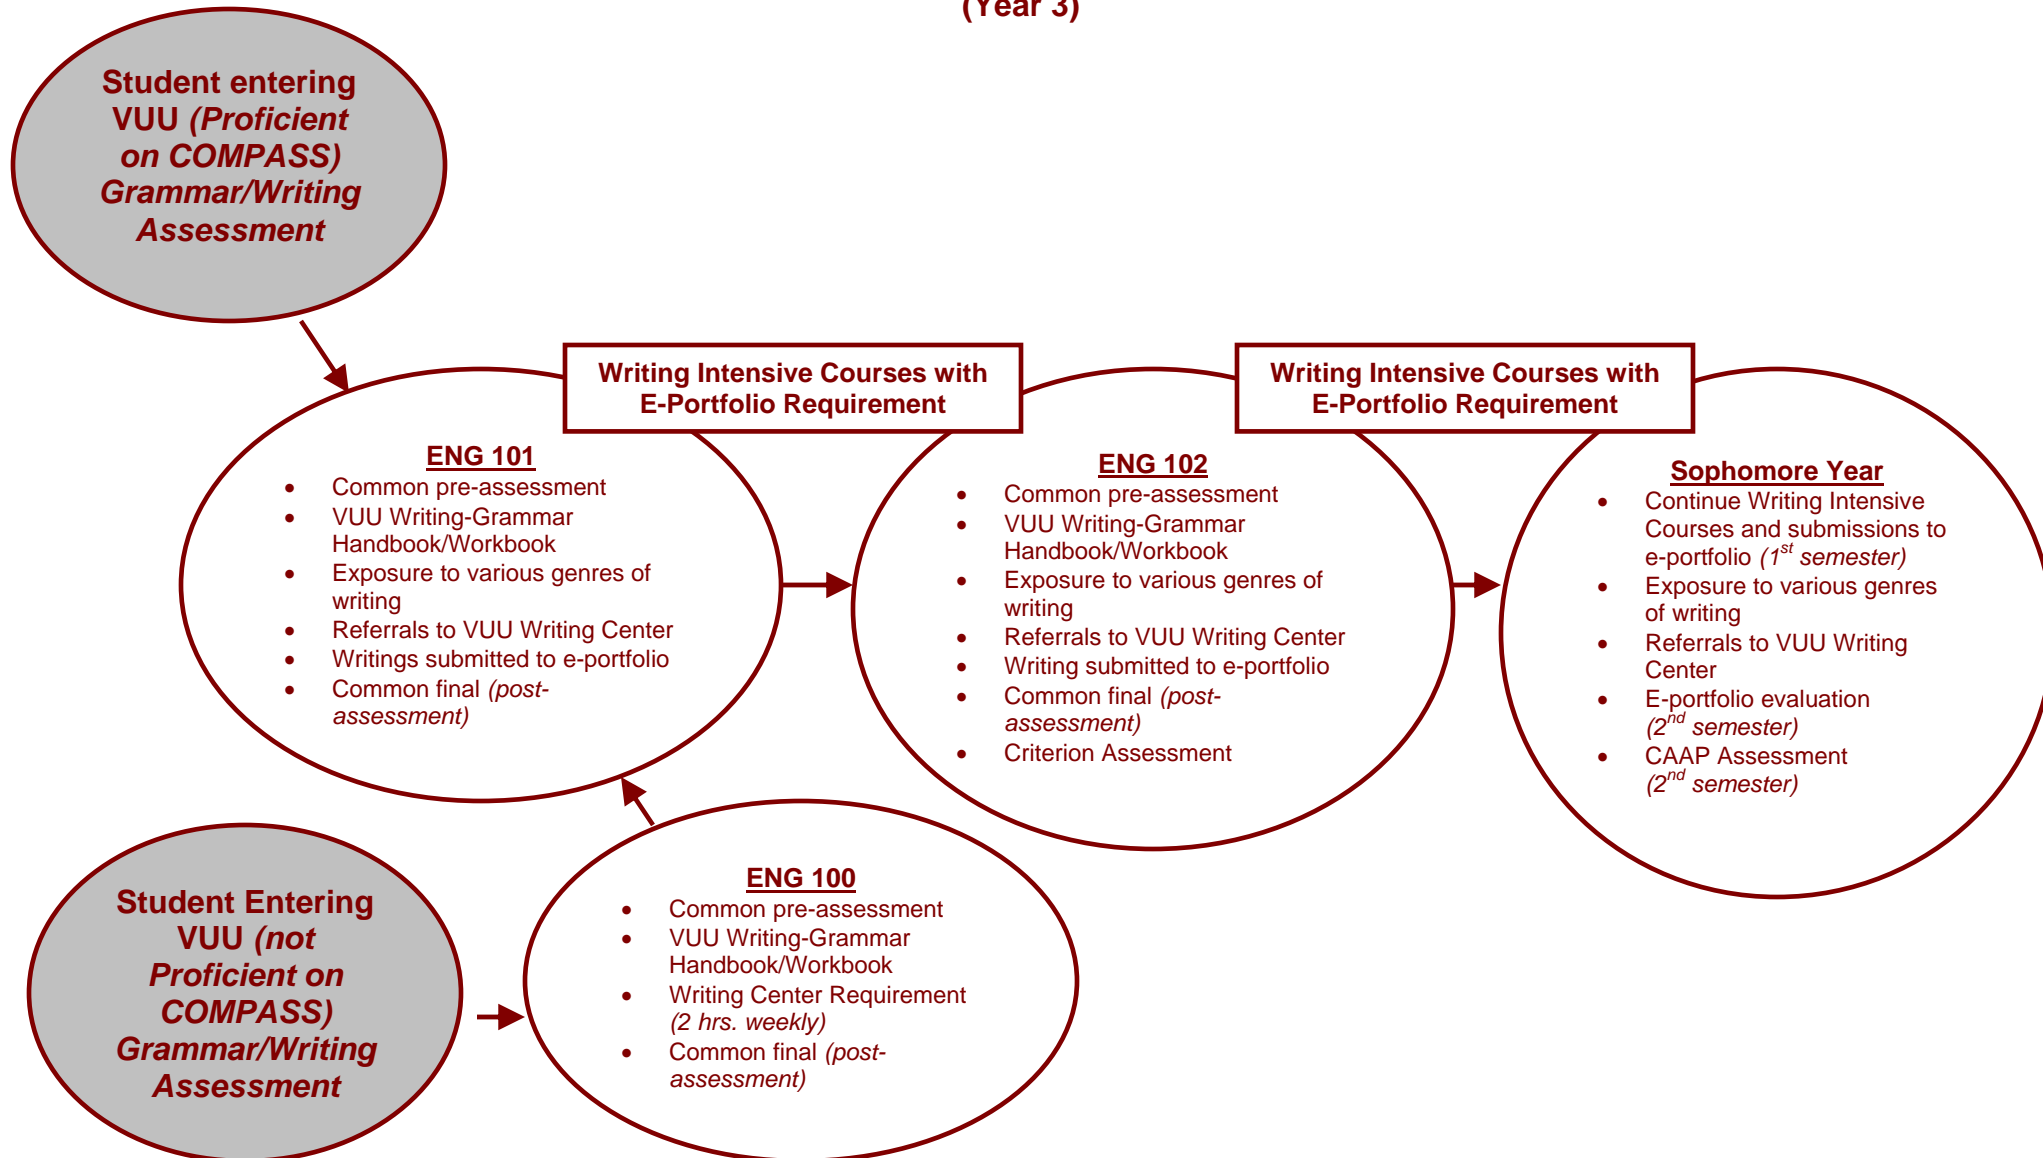 (Year 3)
Student entering
VUU (Proficient
on COMPASS)
Grammar/Writing
Assessment
Writing Intensive Courses with
E-Portfolio Requirement
Writing Intensive Courses with
E-Portfolio Requirement
ENG 101
• Common pre-assessment
• VUU Writing-Grammar
Handbook/Workbook
• Exposure to various genres of
writing
• Referrals to VUU Writing Center
• Writings submitted to e-portfolio
• Common final (post-
assessment)
ENG 102
• Common pre-assessment
• VUU Writing-Grammar
Handbook/Workbook
• Exposure to various genres of
writing
• Referrals to VUU Writing Center
• Writing submitted to e-portfolio
• Common final (post-
assessment)
• Criterion Assessment
Sophomore Year
• Continue Writing Intensive
Courses and submissions to
e-portfolio (1st semester)
• Exposure to various genres
of writing
• Referrals to VUU Writing
Center
• E-portfolio evaluation
(2nd semester)
• CAAP Assessment
(2nd semester)
Student Entering
VUU (not
Proficient on
COMPASS)
Grammar/Writing
Assessment
ENG 100
• Common pre-assessment
• VUU Writing-Grammar
Handbook/Workbook
• Writing Center Requirement
(2 hrs. weekly)
• Common final (post-
assessment)